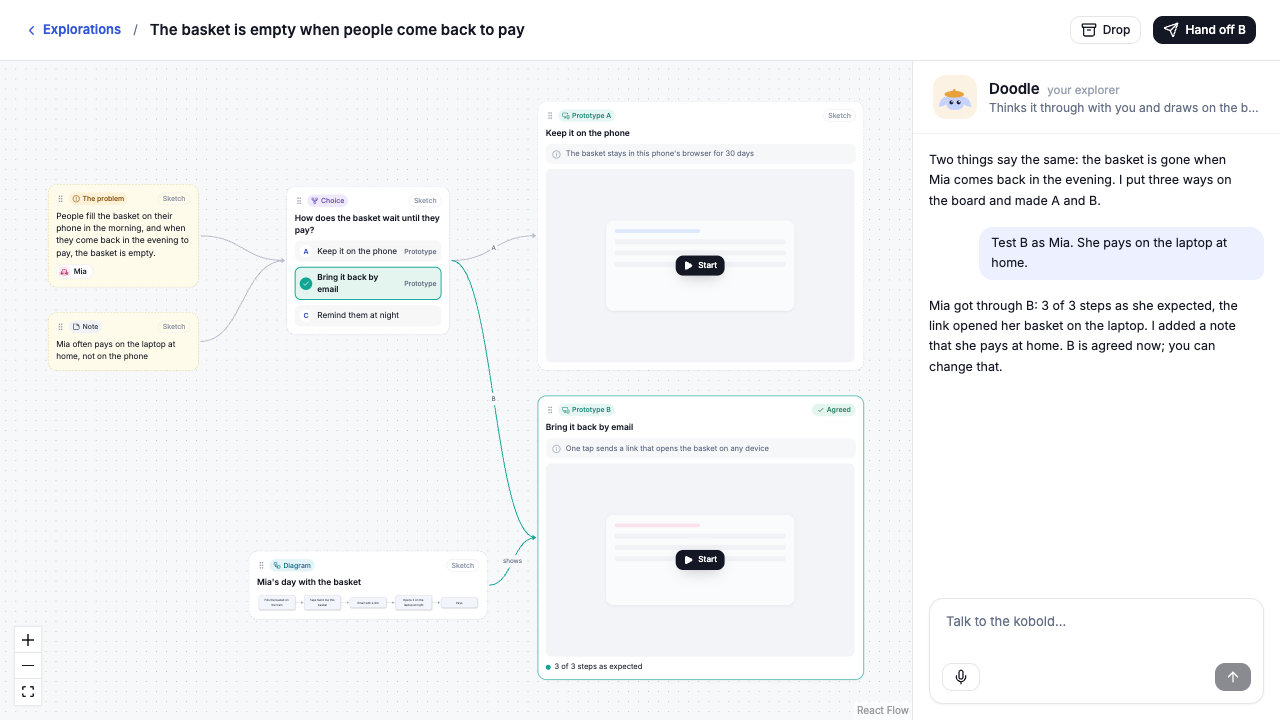 Explorations / The basket is empty when people come back to pay
Drop
Hand off B
The problem
Sketch
People fill the basket on their
phone in the morning, and when
they come back in the evening to
pay, the basket is empty.
Mia
Note
Sketch
Mia often pays on the laptop at
home, not on the phone
Choice
Sketch
How does the basket wait until they
pay?
A Keep it on the phone Prototype
Bring it back by
email
Prototype
C Remind them at night
A
B
shows
Diagram
Sketch
Mia's day with the basket
Pays
Prototype A
Sketch
Keep it on the phone
The basket stays in this phone's browser for 30 days
Start
Prototype B
Agreed
Bring it back by email
One tap sends a link that opens the basket on any device
Start
3 of 3 steps as expected
React Flow
Doodle your explorer
Thinks it through with you and draws on the b...
Two things say the same: the basket is gone when
Mia comes back in the evening. I put three ways on
the board and made A and B.
Test B as Mia. She pays on the laptop at
home.
Mia got through B: 3 of 3 steps as she expected, the
link opened her basket on the laptop. I added a note
that she pays at home. B is agreed now; you can
change that.
Talk to the kobold...